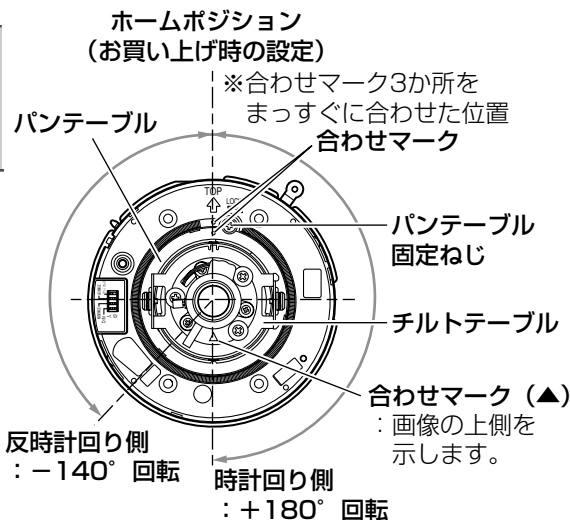 ホームポジション
（お買い上げ時の設定）
※合わせマーク3か所を
まっすぐに合わせた位置
合わせマーク
パンテーブル
TOP
LOCK
パンテーブル
固定ねじ
チルトテーブル
合わせマーク（▲）
：画像の上側を
示します。
反時計回り側
：－140°回転
時計回り側
：＋180°回転